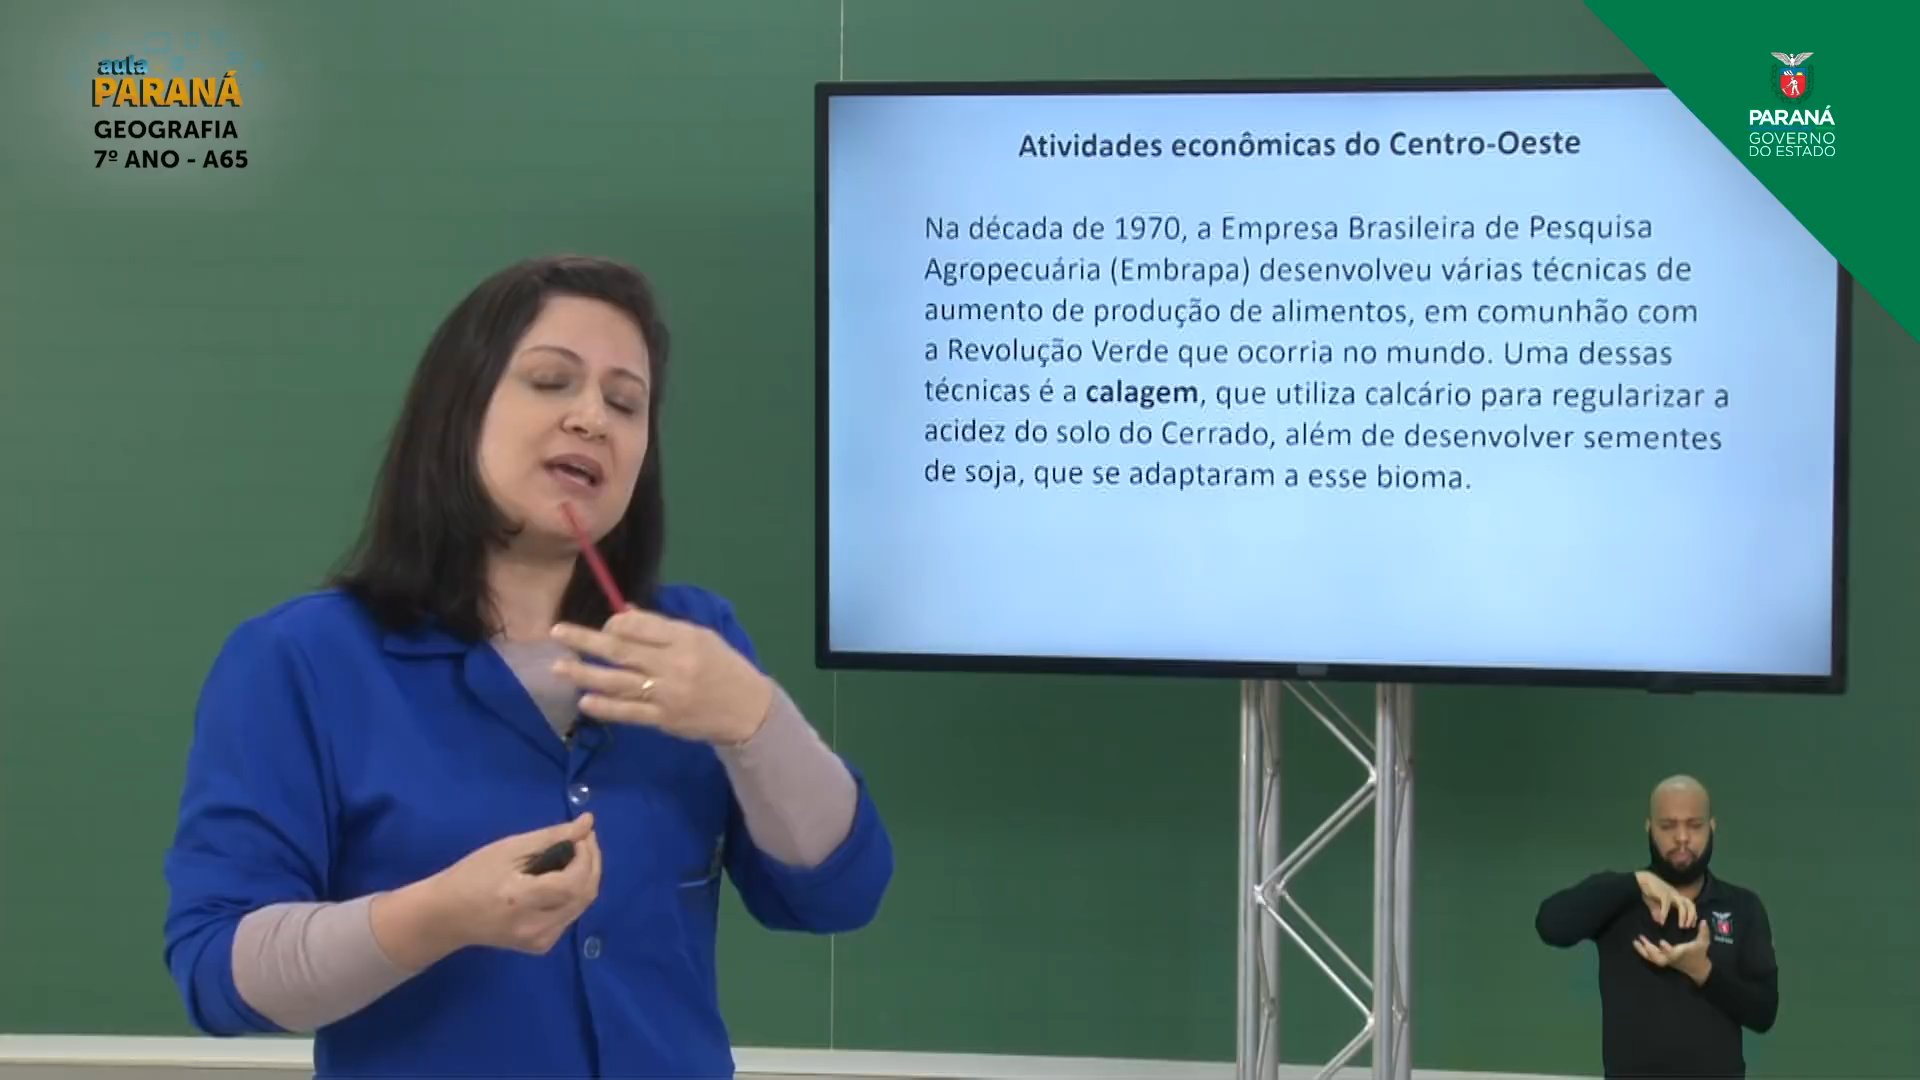 aula
PARANÁ
GEOGRAFIA
7º ANO - A65
Atividades econômicas do Centro-Oeste
Na década de 1970, a Empresa Brasileira de Pesquisa
Agropecuária (Embrapa) desenvolveu várias técnicas de
aumento de produção de alimentos, em comunhão com
a Revolução Verde que ocorria no mundo. Uma dessas
técnicas é a calagem, que utiliza calcário para regularizar a
acidez do solo do Cerrado, além de desenvolver sementes
de soja, que se adaptaram a esse bioma.
PARANÁ
GOVERNO
DO ESTADO